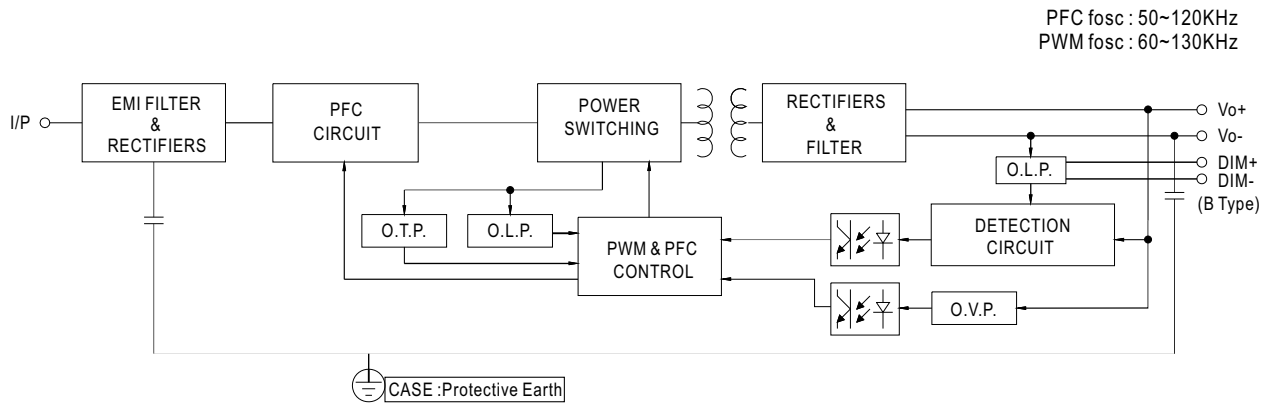 PFC fosc : 50~120KHz
PWM fosc : 60~130KHz
I/P
EMI FILTER
&
RECTIFIERS
PFC
CIRCUIT
POWER
SWITCHING
RECTIFIERS
&
FILTER
Vo+
Vo-
DIM+
DIM-
(B Type)
O.L.P.
O.T.P.
O.L.P.
PWM & PFC
CONTROL
DETECTION
CIRCUIT
O.V.P.
CASE :Protective Earth